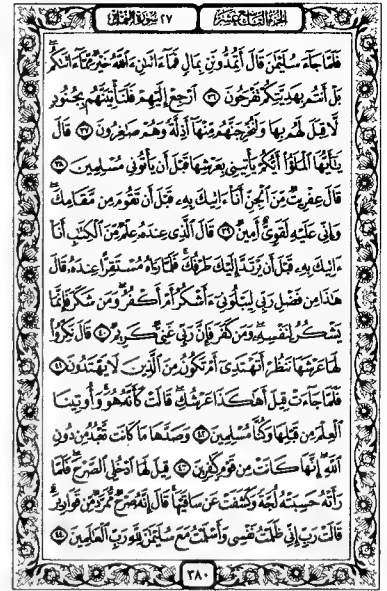 الجزء التاسع عشر
٢٧ سورة النمل
فَلَمَّا جَآءَ سُلَيْمَٰنَ قَالَ أَتُمِدُّونَنِ بِمَالٍ فَمَآ ءَاتَىٰنِۦَ ٱللَّهُ خَيْرٌ مِّمَّآ ءَاتَىٰكُم
بَلْ أَنتُم بِهَدِيَّتِكُمْ تَفْرَحُونَ ٣٦ ٱرْجِعْ إِلَيْهِمْ فَلَنَأْتِيَنَّهُم بِجُنُودٍ
لَّا قِبَلَ لَهُم بِهَا وَلَنُخْرِجَنَّهُم مِّنْهَآ أَذِلَّةً وَهُمْ صَٰغِرُونَ ٣٧ قَالَ
يَٰٓأَيُّهَا ٱلْمَلَؤُا۟ أَيُّكُمْ يَأْتِينِى بِعَرْشِهَا قَبْلَ أَن يَأْتُونِى مُسْلِمِينَ ٣٨
قَالَ عِفْرِيتٌ مِّنَ ٱلْجِنِّ أَنَا۠ ءَاتِيكَ بِهِۦ قَبْلَ أَن تَقُومَ مِن مَّقَامِكَ
وَإِنِّى عَلَيْهِ لَقَوِىٌّ أَمِينٌ ٣٩ قَالَ ٱلَّذِى عِندَهُۥ عِلْمٌ مِّنَ ٱلْكِتَٰبِ أَنَا۠
ءَاتِيكَ بِهِۦ قَبْلَ أَن يَرْتَدَّ إِلَيْكَ طَرْفُكَ فَلَمَّا رَءَاهُ مُسْتَقِرًّا عِندَهُۥ قَالَ
هَٰذَا مِن فَضْلِ رَبِّى لِيَبْلُوَنِىٓ ءَأَشْكُرُ أَمْ أَكْفُرُ وَمَن شَكَرَ فَإِنَّمَا
يَشْكُرُ لِنَفْسِهِۦ وَمَن كَفَرَ فَإِنَّ رَبِّى غَنِىٌّ كَرِيمٌ ٤٠ قَالَ نَكِّرُوا۟
لَهَا عَرْشَهَا نَنظُرْ أَتَهْتَدِىٓ أَمْ تَكُونُ مِنَ ٱلَّذِينَ لَا يَهْتَدُونَ ٤١
فَلَمَّا جَآءَتْ قِيلَ أَهَٰكَذَا عَرْشُكِ قَالَتْ كَأَنَّهُۥ هُوَ وَأُوتِينَا
ٱلْعِلْمَ مِن قَبْلِهَا وَكُنَّا مُسْلِمِينَ ٤٢ وَصَدَّهَا مَا كَانَت تَّعْبُدُ مِن دُونِ
ٱللَّهِ إِنَّهَا كَانَتْ مِن قَوْمٍ كَٰفِرِينَ ٤٣ قِيلَ لَهَا ٱدْخُلِى ٱلصَّرْحَ فَلَمَّا
رَأَتْهُ حَسِبَتْهُ لُجَّةً وَكَشَفَتْ عَن سَاقَيْهَا قَالَ إِنَّهُۥ صَرْحٌ مُّمَرَّدٌ مِّن قَوَارِيرَ
قَالَتْ رَبِّ إِنِّى ظَلَمْتُ نَفْسِى وَأَسْلَمْتُ مَعَ سُلَيْمَٰنَ لِلَّهِ رَبِّ ٱلْعَٰلَمِينَ ٤٤
٣٨٠